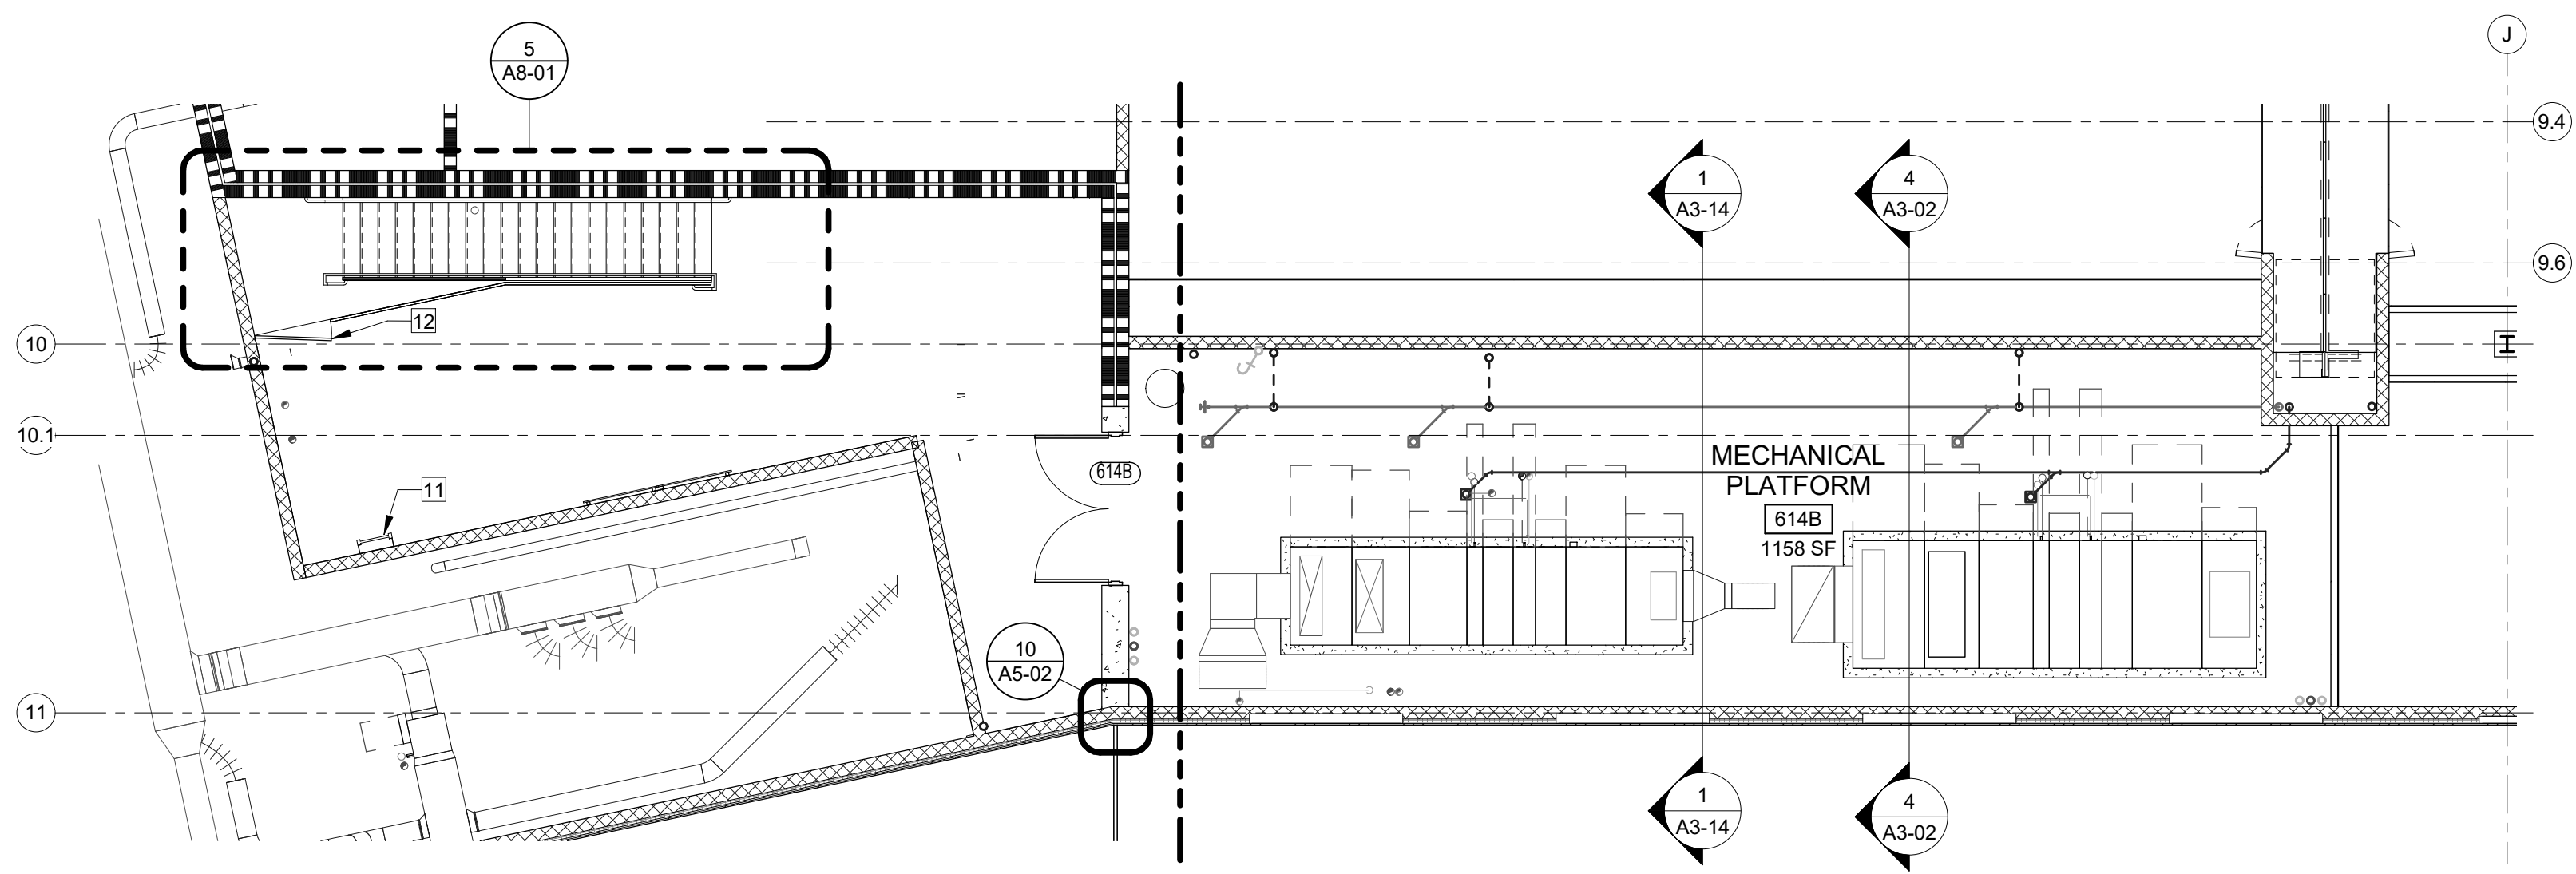 5
A8-01
J
9.4
1
A3-14
4
A3-02
9.6
12
10
10.1
MECHANICAL
PLATFORM
614B
614B
1158 SF
11
10
A5-02
11
1
A3-14
4
A3-02